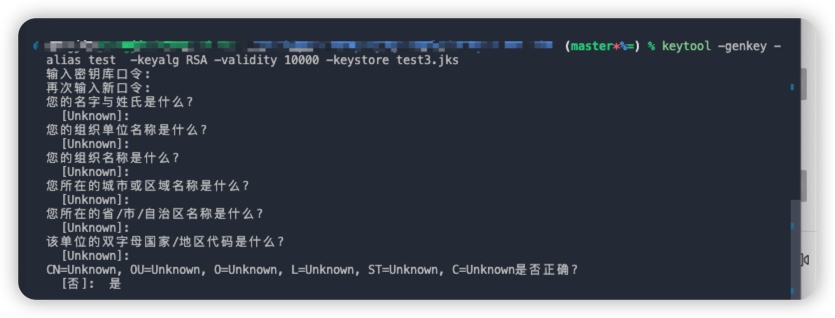 (master*%=) % keytool -genkey -
alias test  -keyalg RSA -validity 10000 -keystore test3.jks
输入密钥库口令:
再次输入新口令:
您的名字与姓氏是什么?
  [Unknown]:
您的组织单位名称是什么?
  [Unknown]:
您的组织名称是什么?
  [Unknown]:
您所在的城市或区域名称是什么?
  [Unknown]:
您所在的省/市/自治区名称是什么?
  [Unknown]:
该单位的双字母国家/地区代码是什么?
  [Unknown]:
CN=Unknown, OU=Unknown, O=Unknown, L=Unknown, ST=Unknown, C=Unknown是否正确?
  [否]:  是